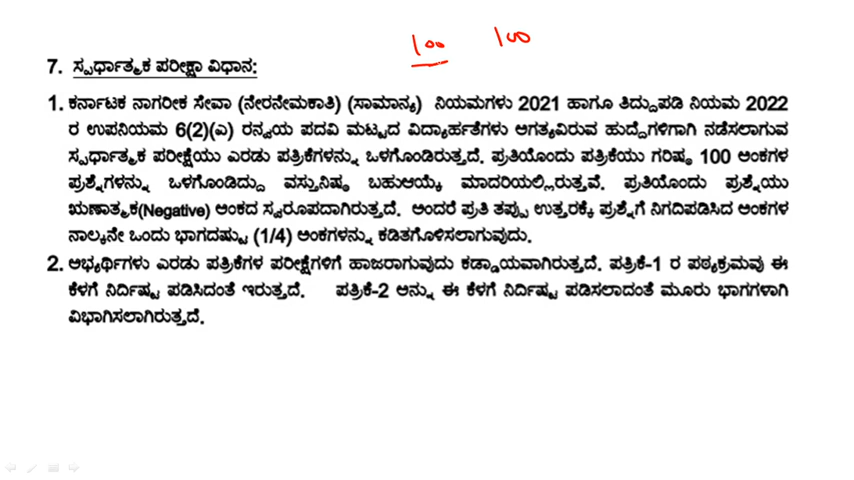 100 100
7. ಸ್ಪರ್ಧಾತ್ಮಕ ಪರೀಕ್ಷಾ ವಿಧಾನ:
1. ಕರ್ನಾಟಕ ನಾಗರೀಕ ಸೇವಾ (ನೇರನೇಮಕಾತಿ) (ಸಾಮಾನ್ಯ) ನಿಯಮಗಳು 2021 ಹಾಗೂ ತಿದ್ದುಪಡಿ ನಿಯಮ 2022
ರ ಉಪನಿಯಮ 6(2)(ಎ) ರನ್ವಯ ಪದವಿ ಮಟ್ಟದ ವಿದ್ಯಾರ್ಹತೆಗಳು ಅಗತ್ಯವಿರುವ ಹುದ್ದೆಗಳಿಗಾಗಿ ನಡೆಸಲಾಗುವ
ಸ್ಪರ್ಧಾತ್ಮಕ ಪರೀಕ್ಷೆಯು ಎರಡು ಪತ್ರಿಕೆಗಳನ್ನು ಒಳಗೊಂಡಿರುತ್ತದೆ. ಪ್ರತಿಯೊಂದು ಪತ್ರಿಕೆಯು ಗರಿಷ್ಠ 100 ಅಂಕಗಳ
ಪ್ರಶ್ನೆಗಳನ್ನು ಒಳಗೊಂಡಿದ್ದು ವಸ್ತುನಿಷ್ಠ ಬಹುಆಯ್ಕೆ ಮಾದರಿಯಲ್ಲಿರುತ್ತವೆ. ಪ್ರತಿಯೊಂದು ಪ್ರಶ್ನೆಯು
ಋಣಾತ್ಮಕ(Negative) ಅಂಕದ ಸ್ವರೂಪದಾಗಿರುತ್ತದೆ. ಅಂದರೆ ಪ್ರತಿ ತಪ್ಪು ಉತ್ತರಕ್ಕೆ ಪ್ರಶ್ನೆಗೆ ನಿಗದಿಪಡಿಸಿದ ಅಂಕಗಳ
ನಾಲ್ಕನೇ ಒಂದು ಭಾಗದಷ್ಟು (1/4) ಅಂಕಗಳನ್ನು ಕಡಿತಗೊಳಿಸಲಾಗುವುದು.
2. ಅಭ್ಯರ್ಥಿಗಳು ಎರಡು ಪತ್ರಿಕೆಗಳ ಪರೀಕ್ಷೆಗಳಿಗೆ ಹಾಜರಾಗುವುದು ಕಡ್ಡಾಯವಾಗಿರುತ್ತದೆ. ಪತ್ರಿಕೆ-1 ರ ಪಠ್ಯಕ್ರಮವು ಈ
ಕೆಳಗೆ ನಿರ್ದಿಷ್ಟ ಪಡಿಸಿದಂತೆ ಇರುತ್ತದೆ. ಪತ್ರಿಕೆ-2 ಅನ್ನು ಈ ಕೆಳಗೆ ನಿರ್ದಿಷ್ಟ ಪಡಿಸಲಾದಂತೆ ಮೂರು ಭಾಗಗಳಾಗಿ
ವಿಭಾಗಿಸಲಾಗಿರುತ್ತದೆ.